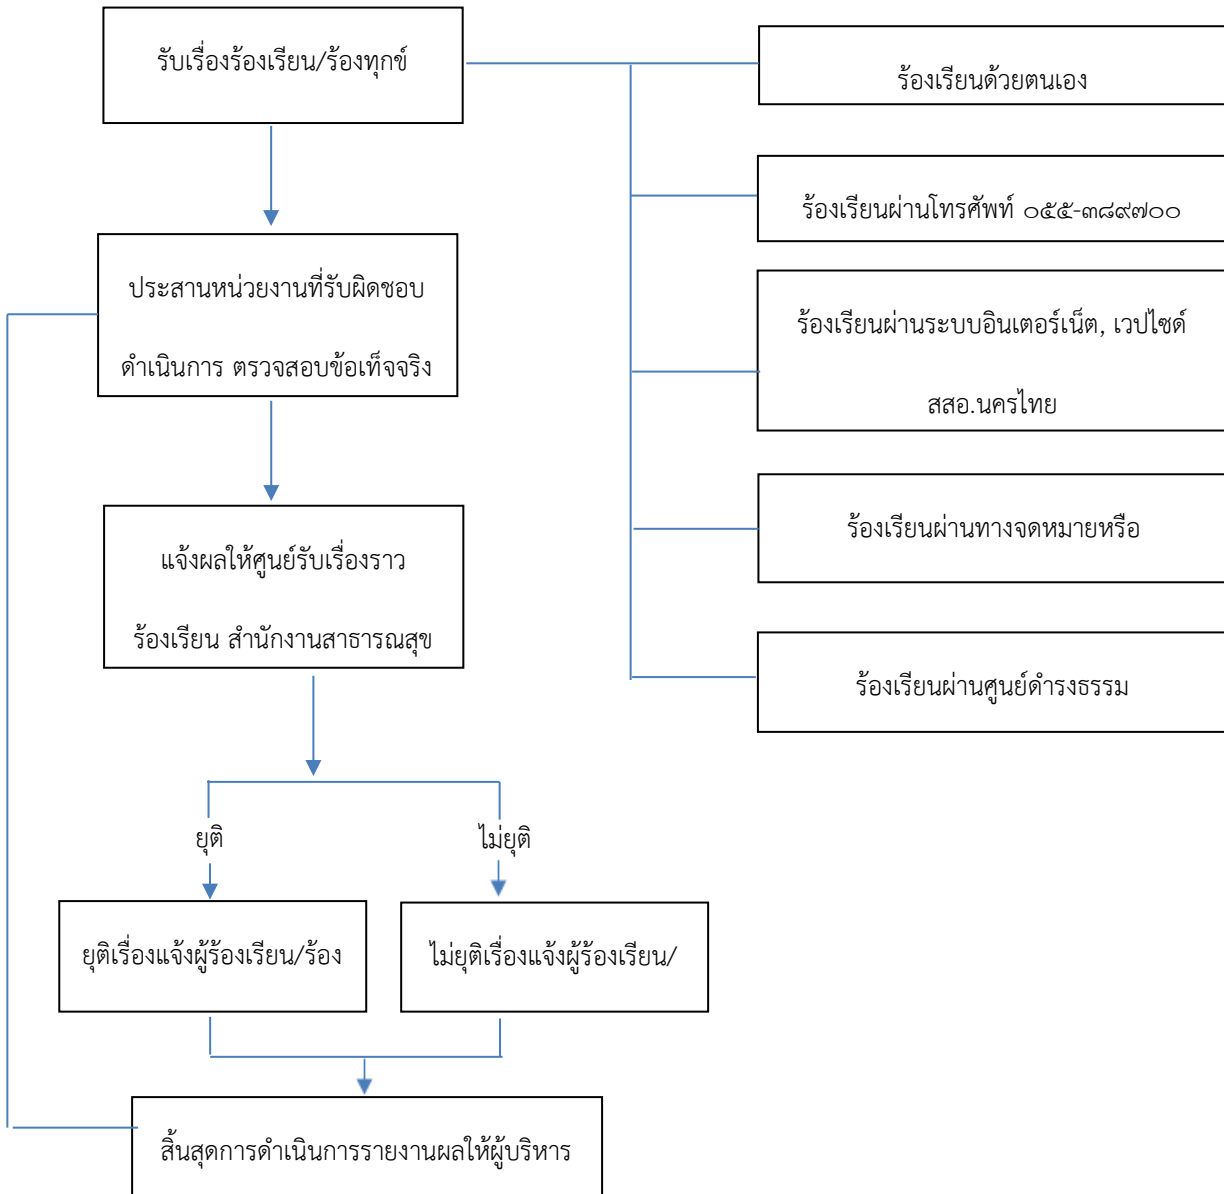 รับเรื่องร้องเรียน/ร้องทุกข์
ร้องเรียนด้วยตนเอง
ร้องเรียนผ่านโทรศัพท์ ๐๕๕-๓๘๙๗๐๐
ประสานหน่วยงานที่รับผิดชอบ
ดำเนินการ ตรวจสอบข้อเท็จจริง
ร้องเรียนผ่านระบบอินเตอร์เน็ต, เวปไซด์
สสอ.นครไทย
แจ้งผลให้ศูนย์รับเรื่องราว
ร้องเรียน สำนักงานสาธารณสุข
ร้องเรียนผ่านทางจดหมายหรือ
ร้องเรียนผ่านศูนย์ดำรงธรรม
ยุติ
ไม่ยุติ
ยุติเรื่องแจ้งผู้ร้องเรียน/ร้อง
ไม่ยุติเรื่องแจ้งผู้ร้องเรียน/
สิ้นสุดการดำเนินการรายงานผลให้ผู้บริหาร